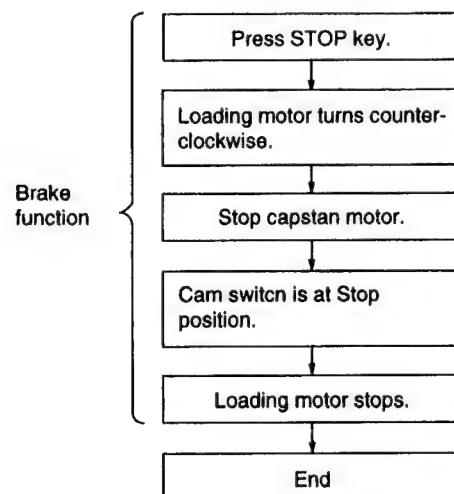 Press STOP key.
Loading motor turns counter-
clockwise.
Brake
function
Stop capstan motor.
Cam switcn is at Stop
position.
Loading motor stops.
End